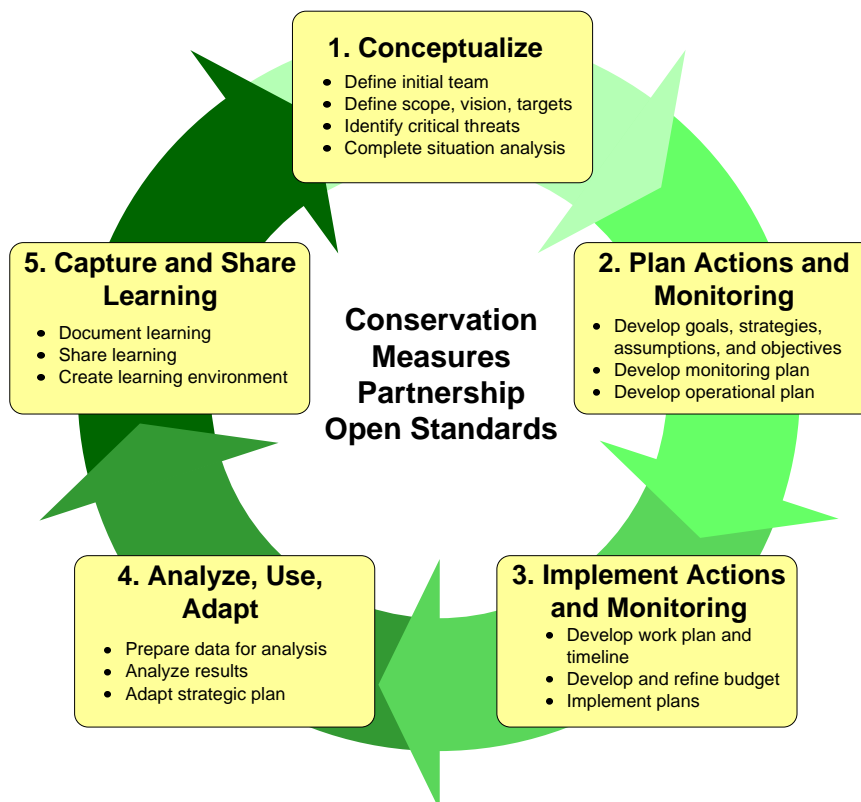 1. Conceptualize
• Define initial team
• Define scope, vision, targets
• Identify critical threats
• Complete situation analysis
2. Plan Actions and
Monitoring
• Develop goals, strategies,
assumptions, and objectives
• Develop monitoring plan
• Develop operational plan
3. Implement Actions
and Monitoring
• Develop work plan and
timeline
• Develop and refine budget
• Implement plans
4. Analyze, Use,
Adapt
• Prepare data for analysis
• Analyze results
• Adapt strategic plan
5. Capture and Share
Learning
• Document learning
• Share learning
• Create learning environment
Conservation
Measures
Partnership
Open Standards